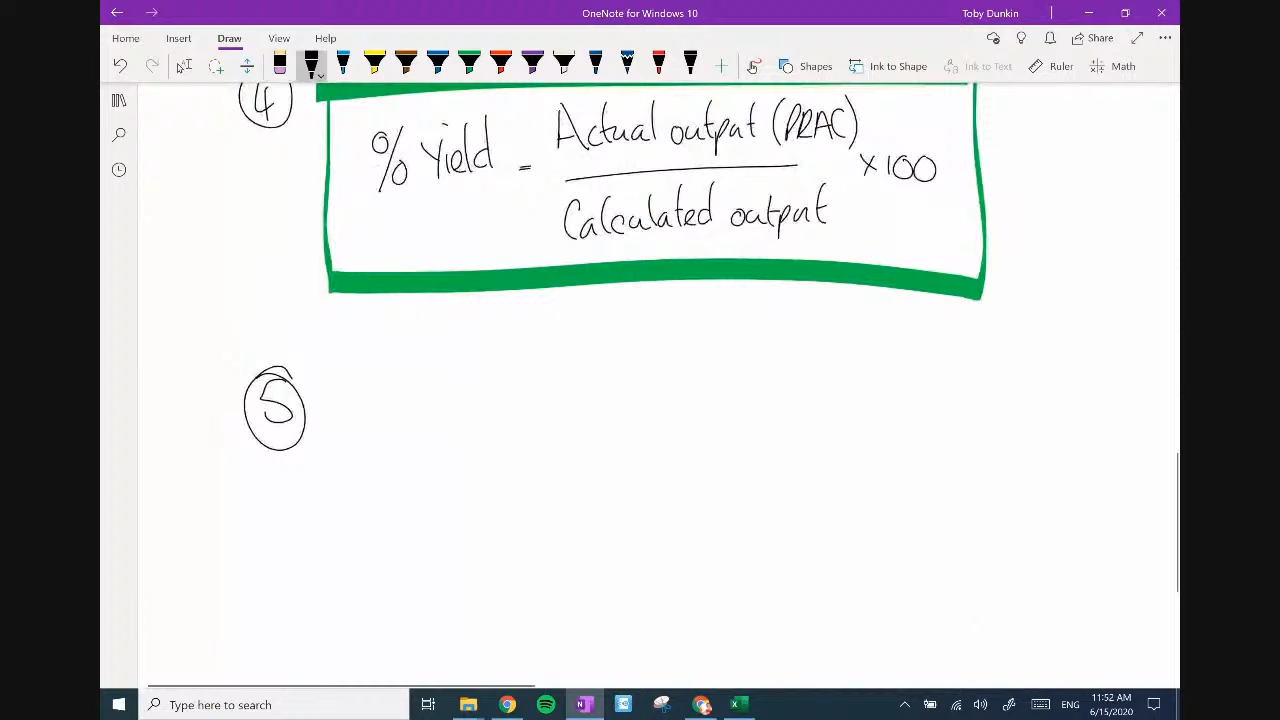 OneNote for Windows 10
Toby Dunkin
Home Insert Draw View Help
Share
Shapes Ink to Shape Ink to Text Ruler Math
4
% Yield = Actual output (PRAC)
Calculated output
×100
5
Type here to search
ENG
11:52 AM
6/15/2020